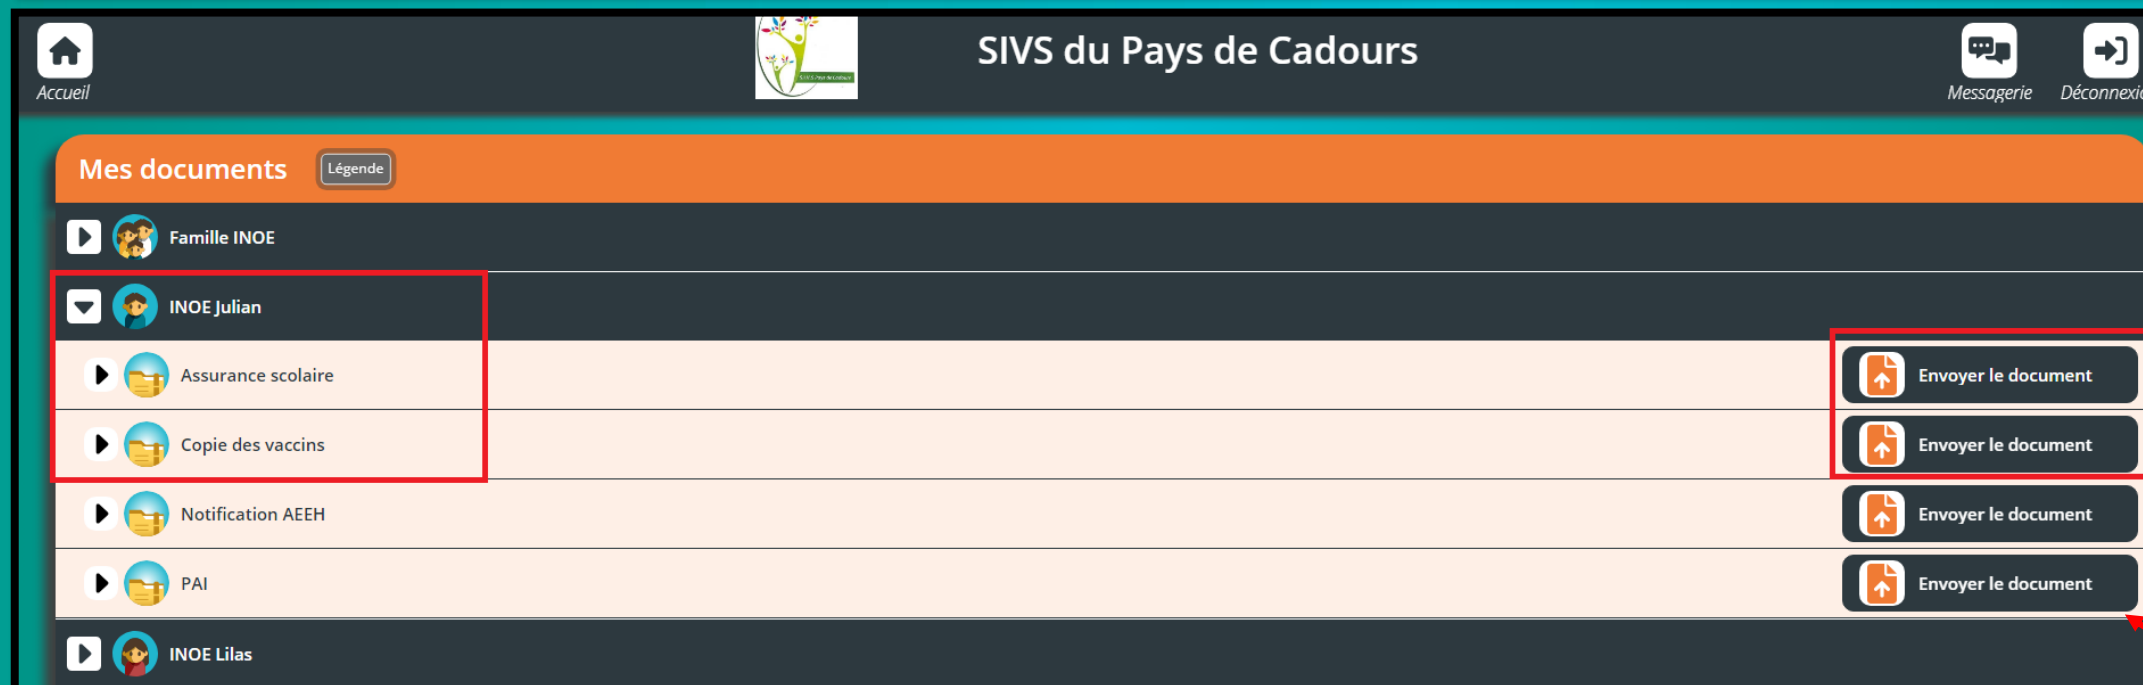 SIVS du Pays de Cadours
Accueil
Messagerie
Mes documents Légende
Famille INOE
INOE Julian
Assurance scolaire Envoyer le document
Copie des vaccins Envoyer le document
Notification AEEH Envoyer le document
PAI Envoyer le document
INOE Lilas